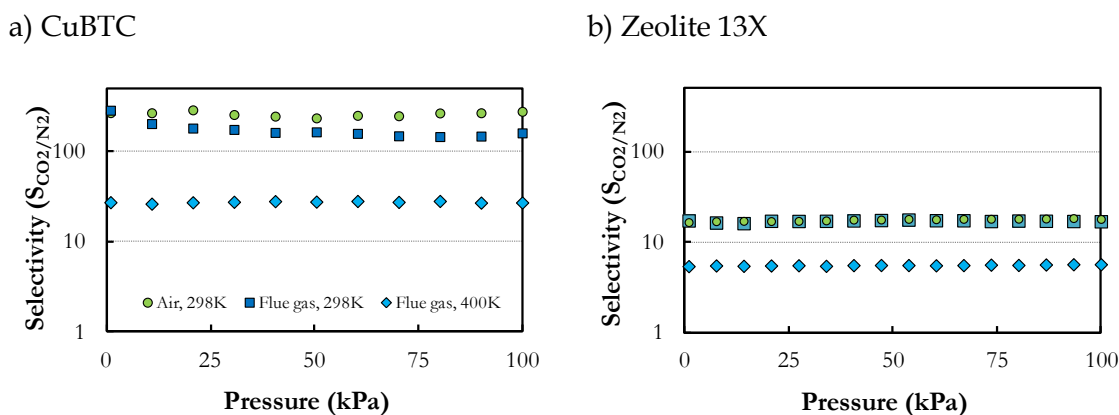 a) CuBTC
b) Zeolite 13X
Selectivity (SCO2/N2)
100
10
1
Air, 298K
Flue gas, 298K
Flue gas, 400K
0
25
50
75
100
Pressure (kPa)
Selectivity (SCO2/N2)
100
10
1
0
25
50
75
100
Pressure (kPa)